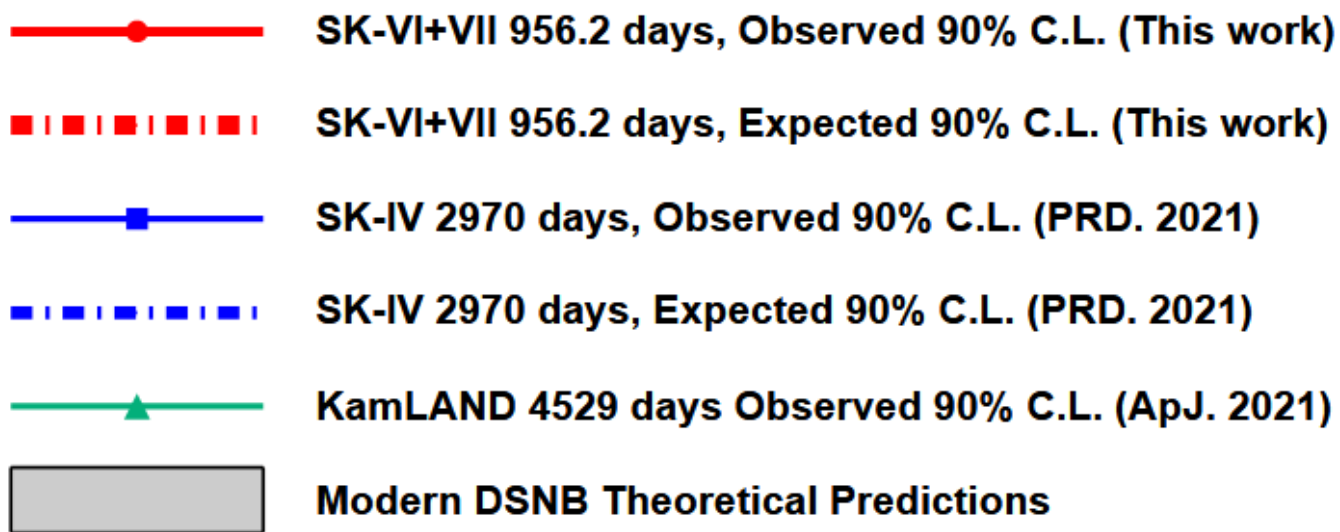 SK-VI+VII 956.2 days, Observed 90% C.L. (This work)
SK-VI+VII 956.2 days, Expected 90% C.L. (This work)
SK-IV 2970 days, Observed 90% C.L. (PRD. 2021)
SK-IV 2970 days, Expected 90% C.L. (PRD. 2021)
KamLAND 4529 days Observed 90% C.L. (ApJ. 2021)
Modern DSNB Theoretical Predictions